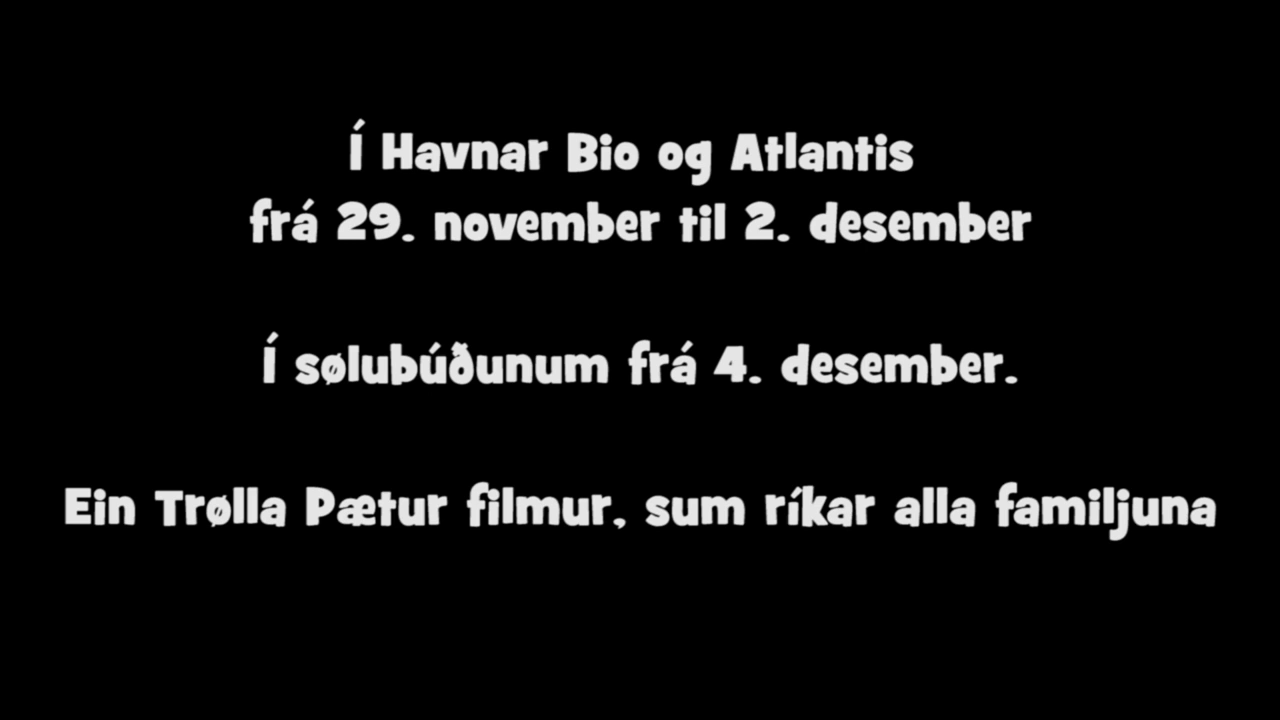 Í Havnar Bio og Atlantis
frá 29. november til 2. desember
Í sølubúðunum frá 4. desember.
Ein Trølla Pætur filmur, sum ríkar alla familjuna